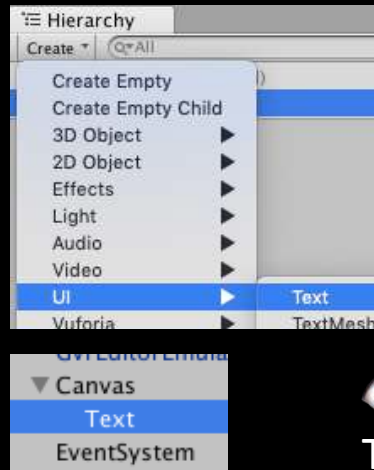 Hierarchy
Create All
)
Create Empty
Create Empty Child
3D Object
2D Object
Effects
Light
Audio
Video
UI Text
Vuforia TextMesh
Canvas
Text
EventSystem
T